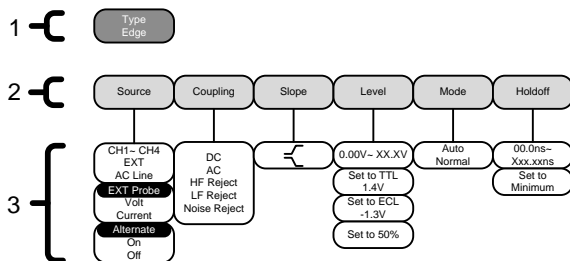 1
Type
Edge
2
Source
Coupling
Slope
Level
Mode
Holdoff
3
CH1~ CH4
EXT
AC Line
EXT Probe
Volt
Current
Alternate
On
Off
DC
AC
HF Reject
LF Reject
Noise Reject
0.00V~ XX.XV
Set to TTL
1.4V
Set to ECL
-1.3V
Set to 50%
Auto
Normal
00.0ns~
Xxx.xxns
Set to
Minimum